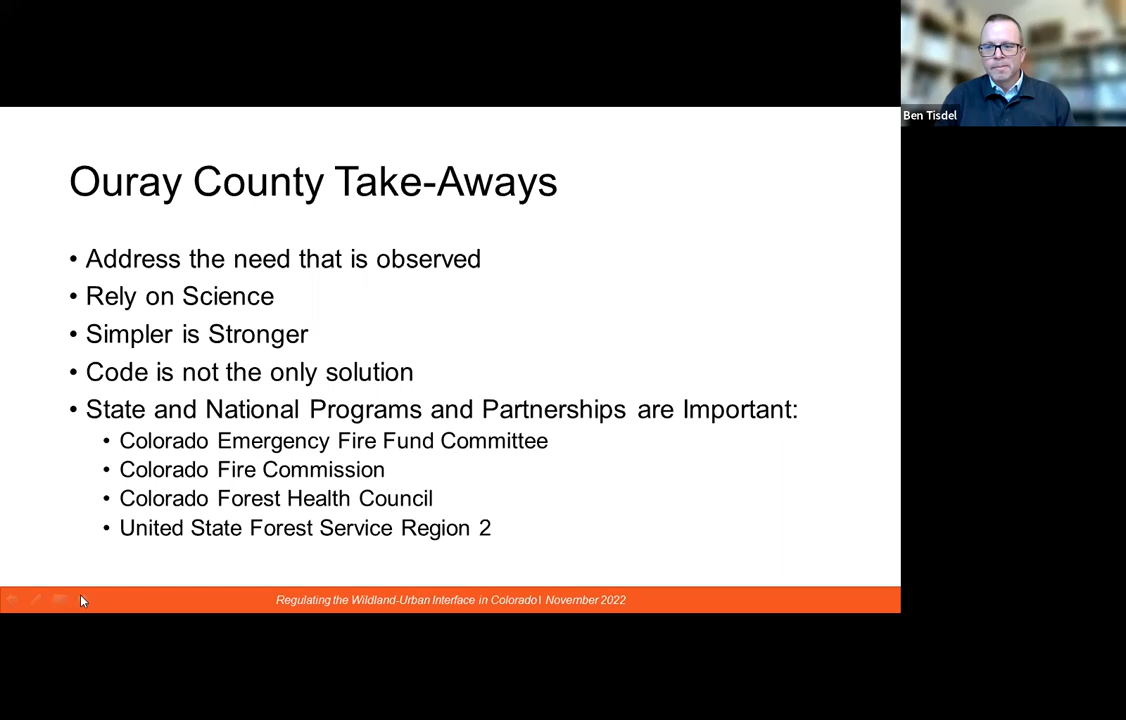 Ben Tisdel
Ouray County Take-Aways
• Address the need that is observed
• Rely on Science
• Simpler is Stronger
• Code is not the only solution
• State and National Programs and Partnerships are Important:
• Colorado Emergency Fire Fund Committee
• Colorado Fire Commission
• Colorado Forest Health Council
• United State Forest Service Region 2
Regulating the Wildland-Urban Interface in Colorado| November 2022